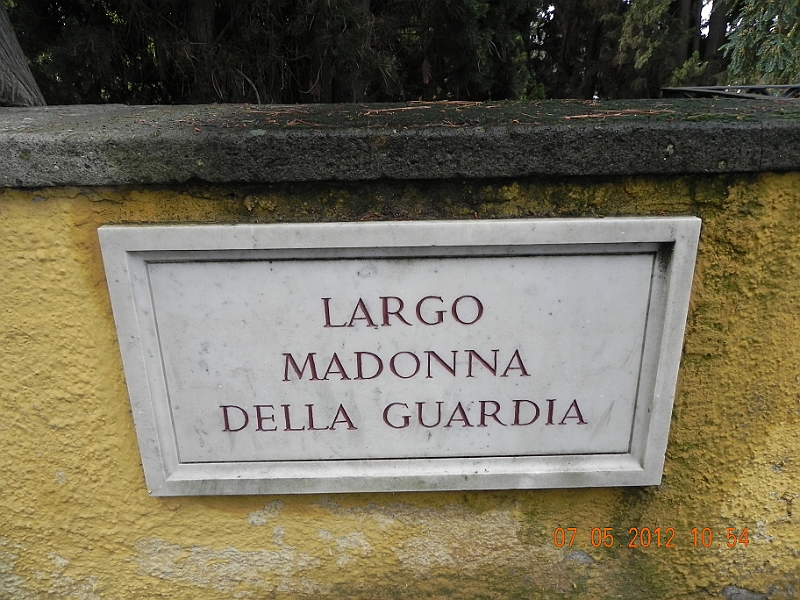 LARGO
MADONNA
DELLA GUARDIA
07 05 2012 10 54